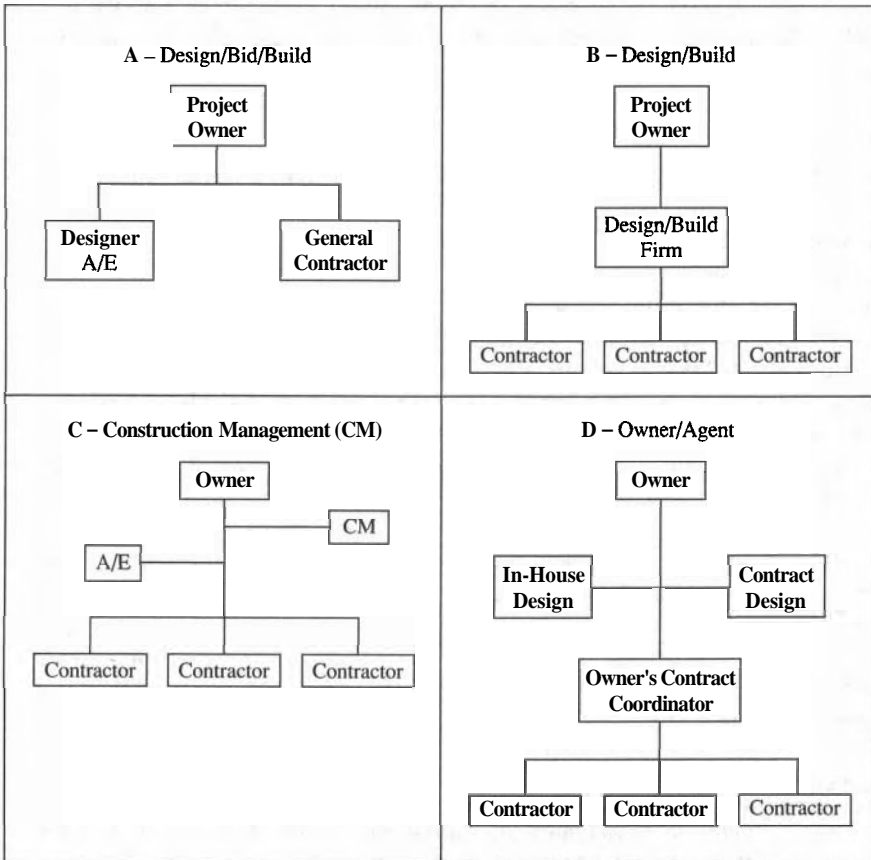 A – Design/Bid/Build
Project
Owner
Designer
A/E
General
Contractor
B – Design/Build
Project
Owner
Design/Build
Firm
Contractor
Contractor
Contractor
C – Construction Management (CM)
Owner
CM
A/E
Contractor
Contractor
Contractor
D – Owner/Agent
Owner
In-House
Design
Contract
Design
Owner's Contract
Coordinator
Contractor
Contractor
Contractor